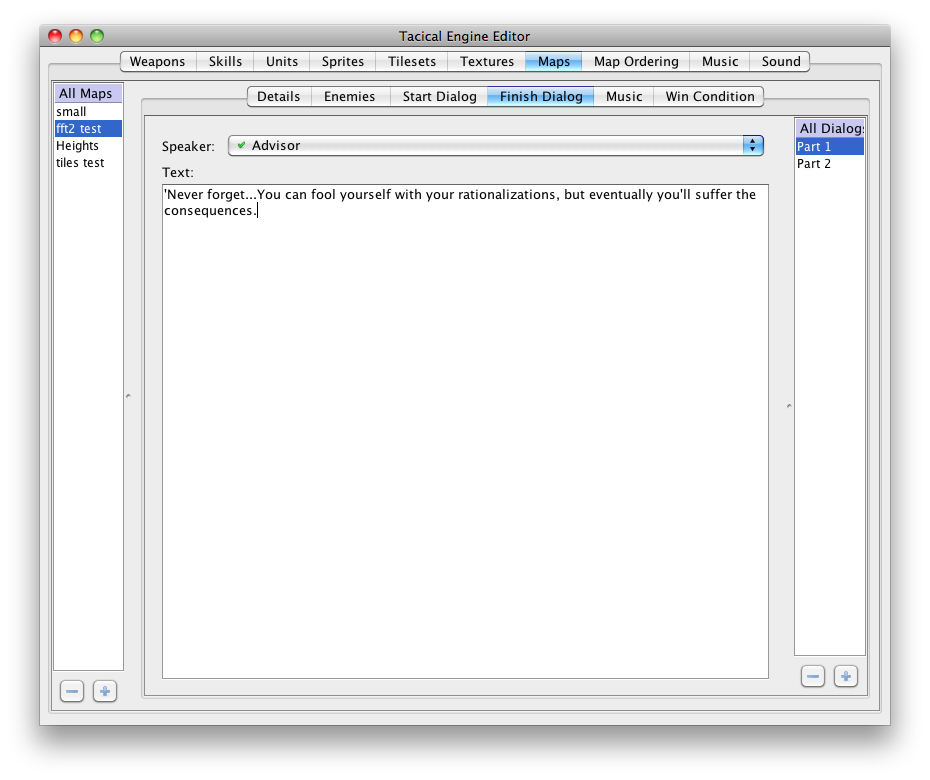 Tacical Engine Editor
Weapons Skills Units Sprites Tilesets Textures Maps Map Ordering Music Sound
All Maps
small
fft2 test
Heights
tiles test
Details Enemies Start Dialog Finish Dialog Music Win Condition
Speaker: Advisor
Text:
'Never forget...You can fool yourself with your rationalizations, but eventually you'll suffer the
consequences.
All Dialogs
Part 1
Part 2